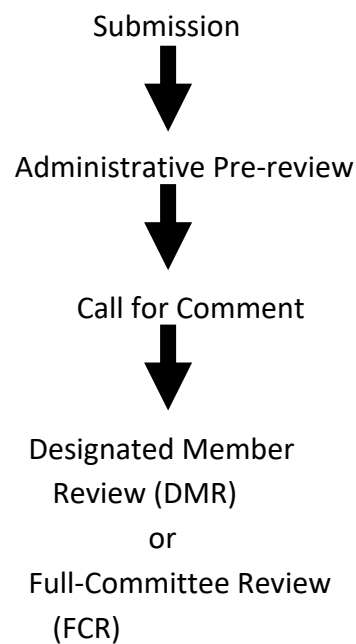 Submission
Administrative Pre-review
Call for Comment
Designated Member
Review (DMR)
or
Full-Committee Review
(FCR)